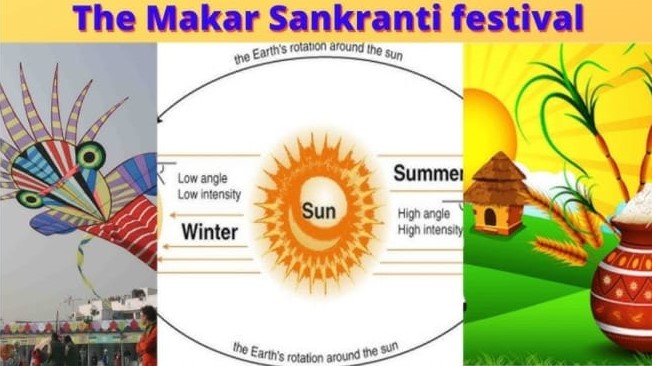 The Makar Sankranti festival
the Earth's rotation around the sun
Low angle
Low intensity
Winter
Sun
Summer
High angle
High intensity
the Earth's rotation around the sun